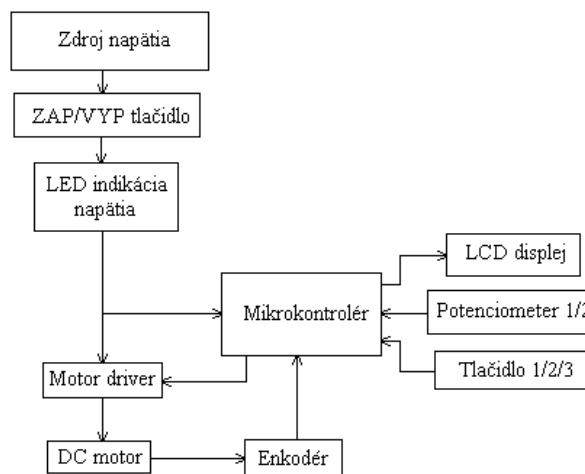 Zdroj napätia
ZAP/VYP tlačidlo
LED indikácia
napätia
LCD displej
Mikrokontrolér
Potenciometer 1/2
Motor driver
Tlačidlo 1/2/3
DC motor
Enkodér